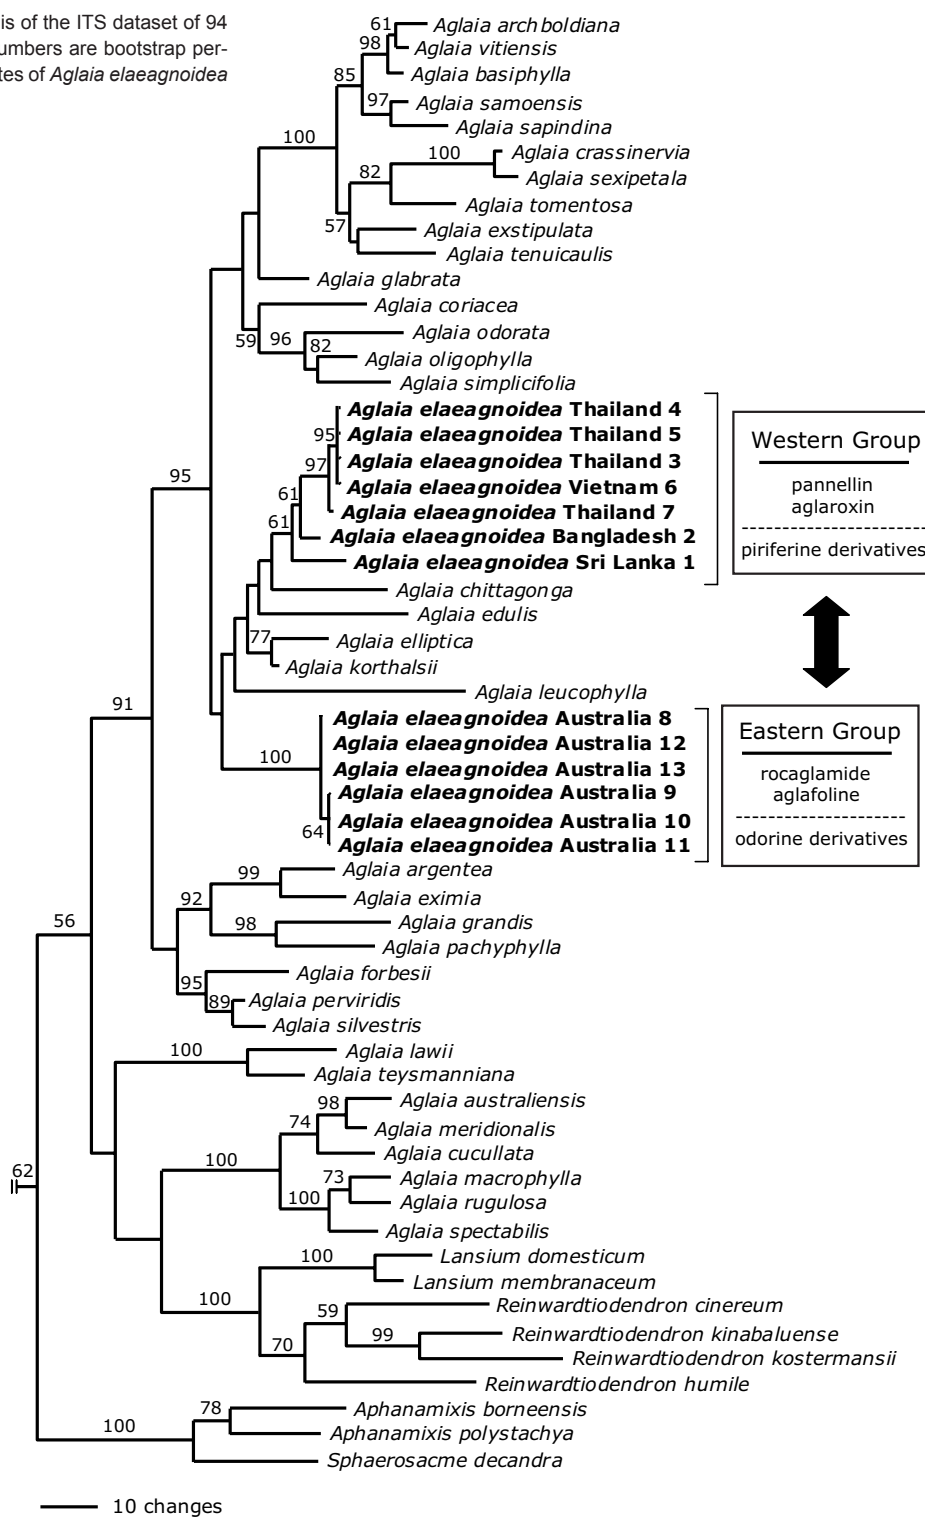 is of the ITS dataset of 94
umbers are bootstrap per-
tes of Aglaia elaeagnoidea
61
Aglaia archboldiana
98
Aglaia vitiensis
Aglaia basiphylla
85
97
Aglaia samoensis
Aglaia sapindina
100
100
Aglaia crassinervia
82
Aglaia sexipetala
Aglaia tomentosa
57
Aglaia exstipulata
Aglaia tenuicaulis
Aglaia glabrata
Aglaia coriacea
59
96
Aglaia odorata
82
Aglaia oligophylla
Aglaia simplicifolia
Aglaia elaeagnoidea Thailand 4
95
Aglaia elaeagnoidea Thailand 5
97
Aglaia elaeagnoidea Thailand 3
Aglaia elaeagnoidea Vietnam 6
61
Aglaia elaeagnoidea Thailand 7
61
Aglaia elaeagnoidea Bangladesh 2
Aglaia elaeagnoidea Sri Lanka 1
Western Group
pannellin
aglaroxin
piriferine derivatives
95
Aglaia chittagonga
Aglaia edulis
77
Aglaia elliptica
Aglaia korthalsii
Aglaia leucophylla
91
100
Aglaia elaeagnoidea Australia 8
Aglaia elaeagnoidea Australia 12
Aglaia elaeagnoidea Australia 13
Aglaia elaeagnoidea Australia 9
64
Aglaia elaeagnoidea Australia 10
Aglaia elaeagnoidea Australia 11
Eastern Group
rocaglamide
aglafoline
odorine derivatives
99
Aglaia argentea
92
Aglaia eximia
98
Aglaia grandis
Aglaia pachyphylla
56
95
Aglaia forbesii
89
Aglaia perviridis
Aglaia silvestris
100
Aglaia lawii
Aglaia teysmanniana
98
Aglaia australiensis
74
Aglaia meridionalis
Aglaia cucullata
100
73
Aglaia macrophylla
100
Aglaia rugulosa
Aglaia spectabilis
62
100
Lansium domesticum
Lansium membranaceum
100
59
Reinwardtiodendron cinereum
99
Reinwardtiodendron kinabaluense
70
Reinwardtiodendron kostermansii
Reinwardtiodendron humile
78
Aphanamixis borneensis
100
Aphanamixis polystachya
Sphaerosacme decandra
10 changes